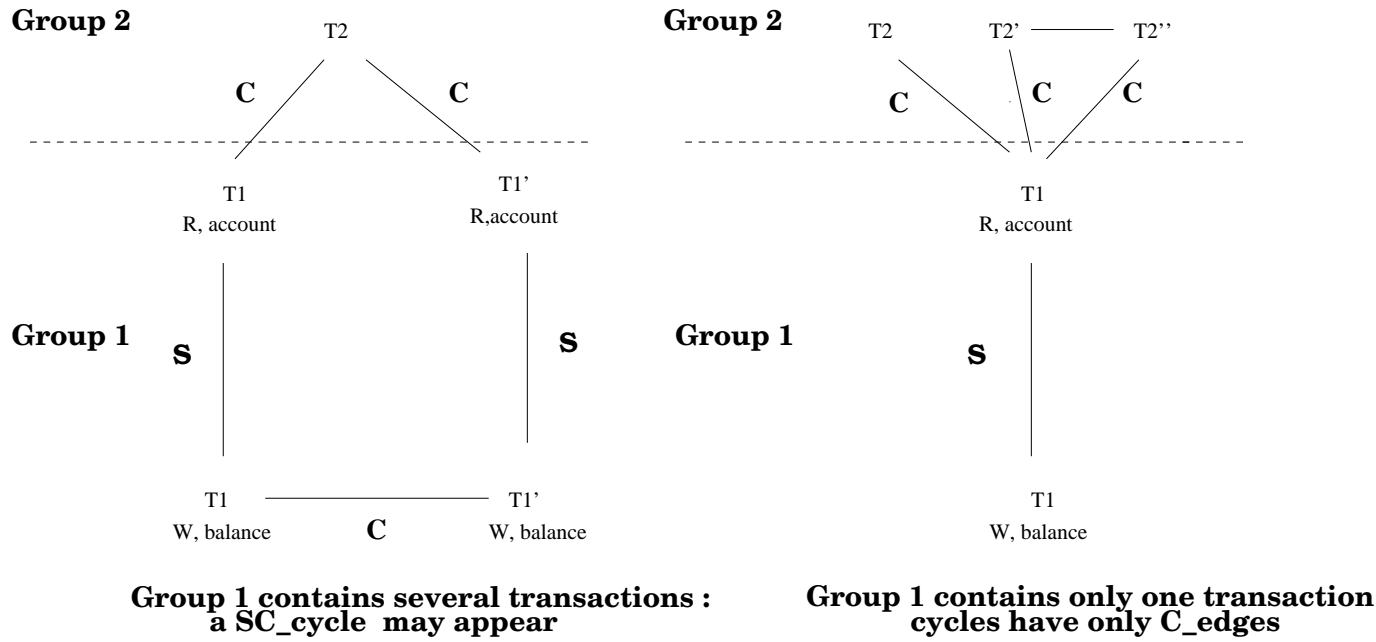 Group 2
T2
C
C
T1
R, account
T1'
R,account
Group 1
S
S
T1
W, balance
C
T1'
W, balance
Group 1 contains several transactions :
a SC_cycle may appear
Group 2
T2
T2'
T2''
C
C
C
T1
R, account
Group 1
S
T1
W, balance
Group 1 contains only one transaction
cycles have only C_edges